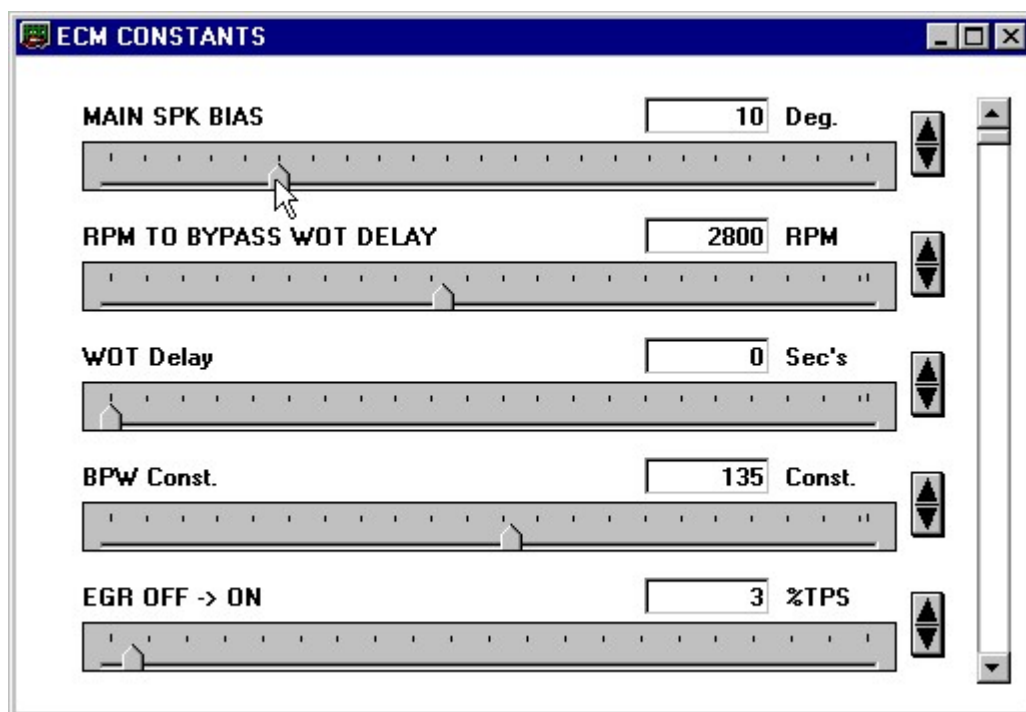 ECM CONSTANTS
MAIN SPK BIAS 10 Deg.
RPM TO BYPASS WOT DELAY 2800 RPM
WOT Delay 0 Sec's
BPW Const. 135 Const.
EGR OFF -> ON 3 %TPS